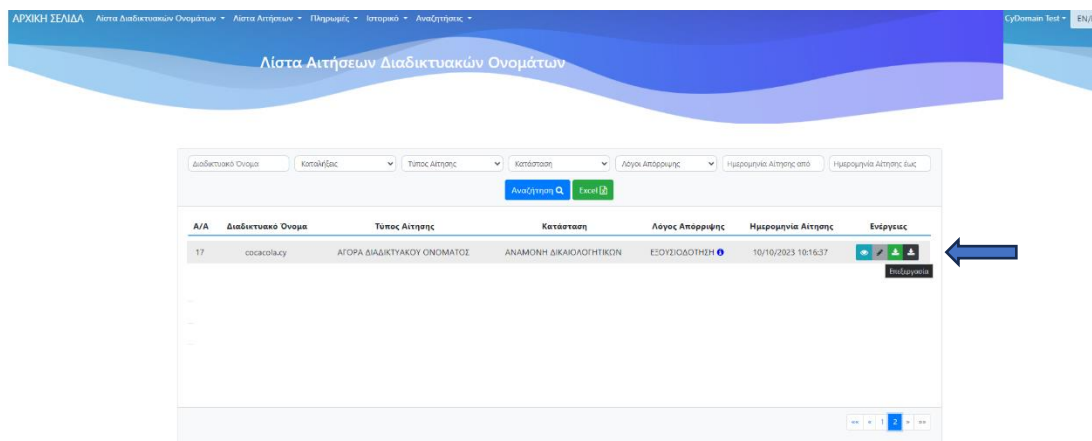 ΑΡΧΙΚΗ ΣΕΛΙΔΑ Λίστα Διαδικτυακών Ονομάτων Λίστα Αιτήσεων Πληρωμές Ιστορικό Αναζητήσεις CyDomain Test EN/
Λίστα Αιτήσεων Διαδικτυακών Ονομάτων
Διαδικτυακό Όνομα Καταλήξεις Τύπος Αίτησης Κατάσταση Λόγοι Απόρριψης Ημερομηνία Αίτησης από Ημερομηνία Αίτησης έως
Αναζήτηση Excel
Α/Α Διαδικτυακό Όνομα Τύπος Αίτησης Κατάσταση Λόγος Απόρριψης Ημερομηνία Αίτησης Ενέργειες
17 cocacola.cy ΑΓΟΡΑ ΔΙΑΔΙΚΤΥΑΚΟΥ ΟΝΟΜΑΤΟΣ ΑΝΑΜΟΝΗ ΔΙΚΑΙΟΛΟΓΗΤΙΚΩΝ ΕΞΟΥΣΙΟΔΟΤΗΣΗ 10/10/2023 10:16:37
Επεξεργασία
...
...
...
«« « 1 2 » »»